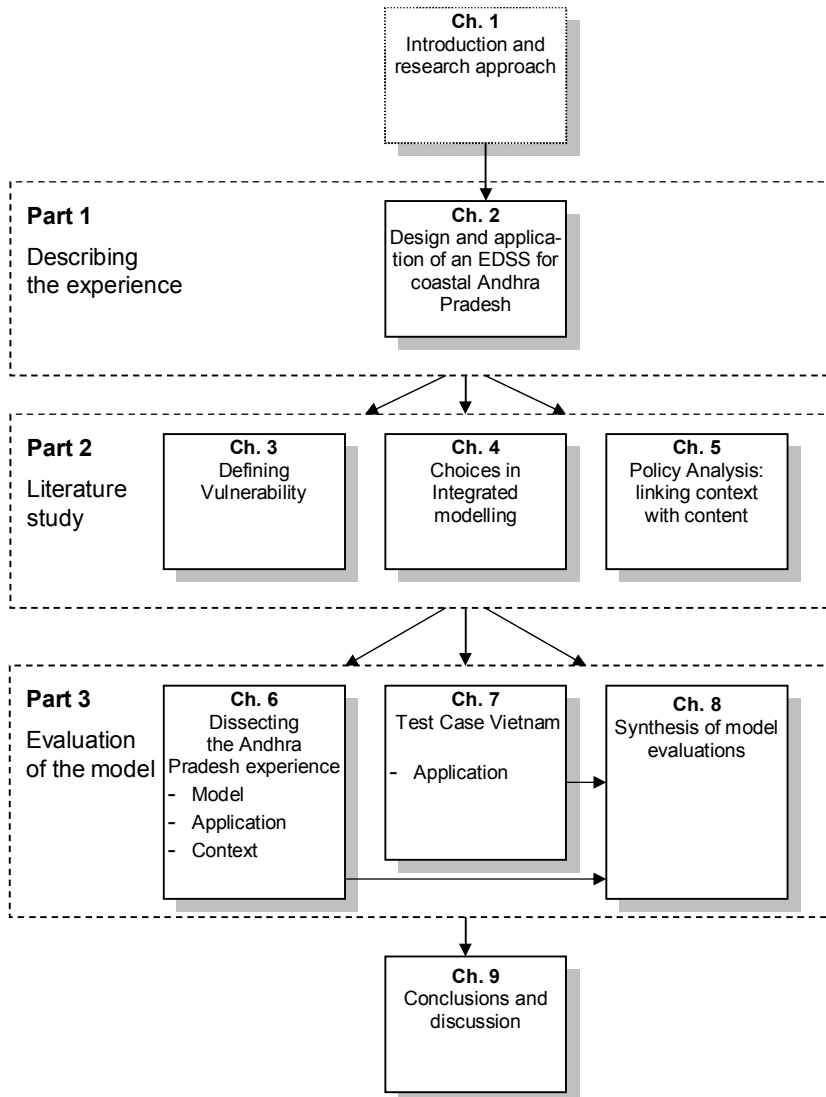 Ch. 1
Introduction and
research approach
Part 1
Describing
the experience
Ch. 2
Design and applica-
tion of an EDSS for
coastal Andhra
Pradesh
Part 2
Literature
study
Ch. 3
Defining
Vulnerability
Ch. 4
Choices in
Integrated
modelling
Ch. 5
Policy Analysis:
linking context
with content
Part 3
Evaluation
of the model
Ch. 6
Dissecting
the Andhra
Pradesh experience
- Model
- Application
- Context
Ch. 7
Test Case Vietnam
- Application
Ch. 8
Synthesis of model
evaluations
Ch. 9
Conclusions and
discussion